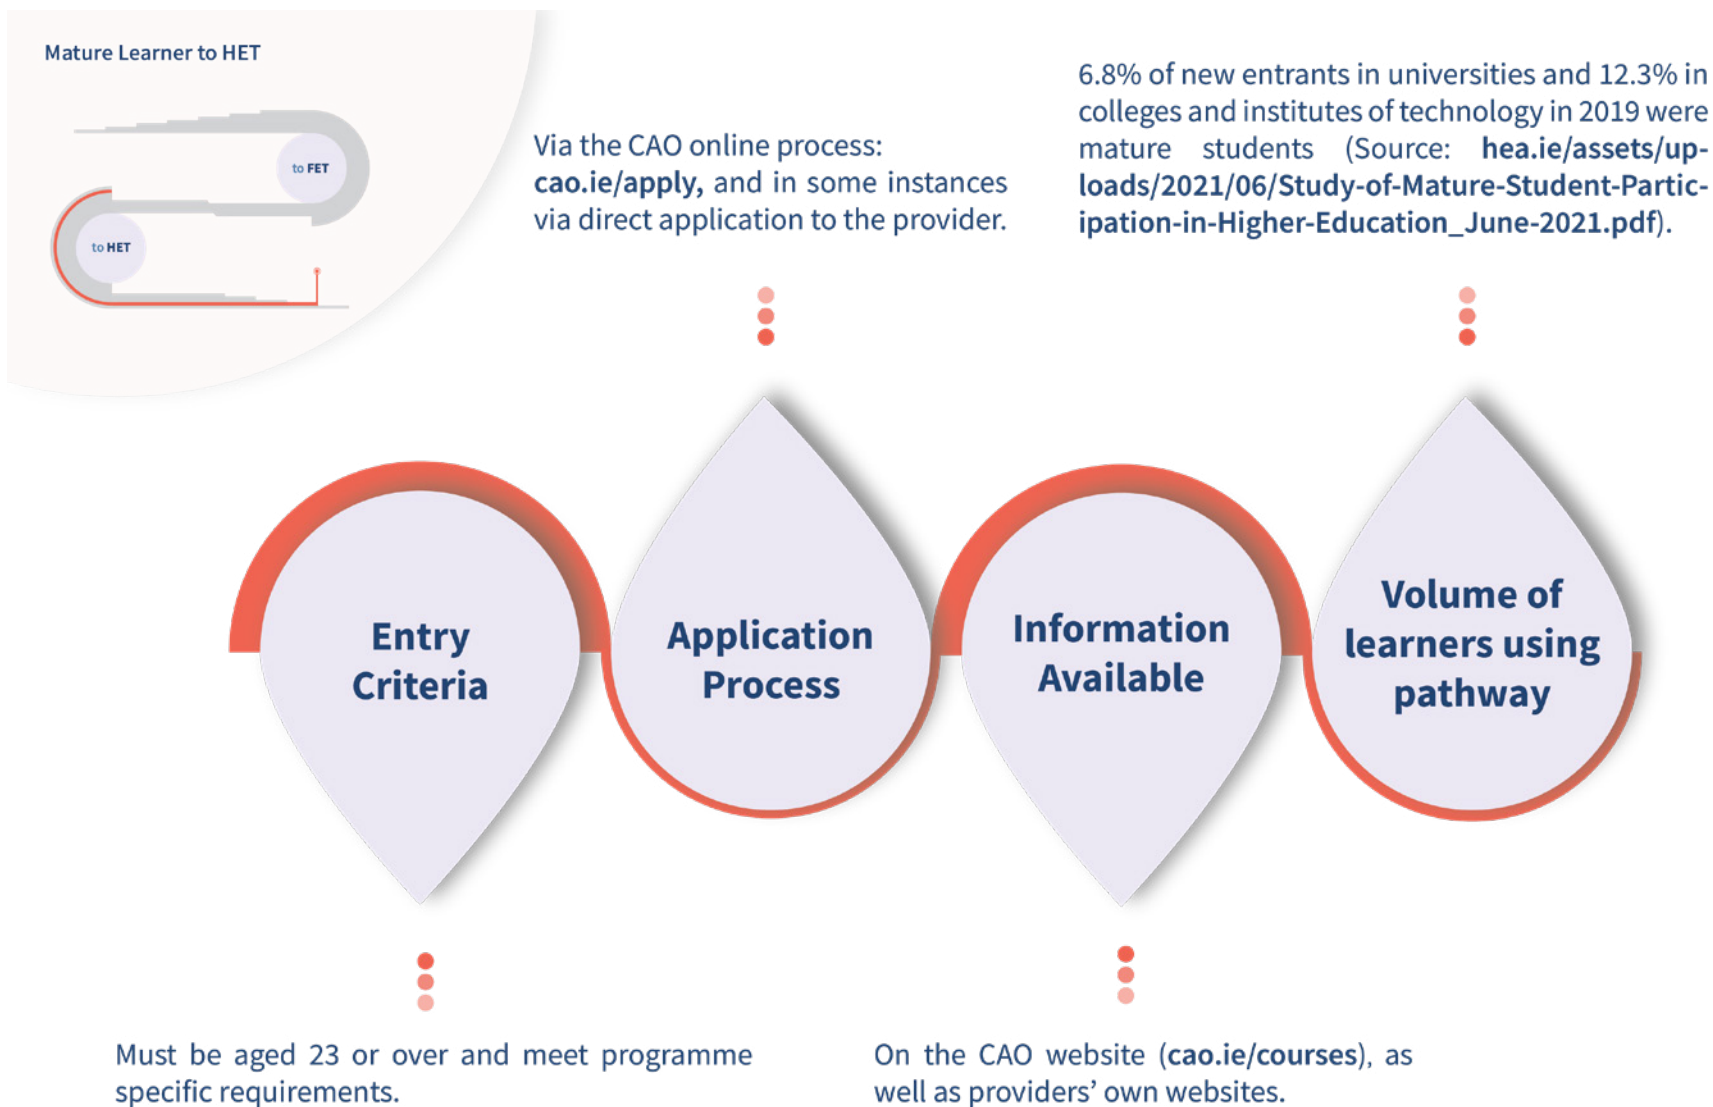 Mature Learner to HET
to FET
to HET
Via the CAO online process:
cao.ie/apply, and in some instances
via direct application to the provider.
6.8% of new entrants in universities and 12.3% in
colleges and institutes of technology in 2019 were
mature students (Source: hea.ie/assets/up-
loads/2021/06/Study-of-Mature-Student-Partic-
ipation-in-Higher-Education_June-2021.pdf).
Entry
Criteria
Application
Process
Information
Available
Volume of
learners using
pathway
Must be aged 23 or over and meet programme
specific requirements.
On the CAO website (cao.ie/courses), as
well as providers’ own websites.